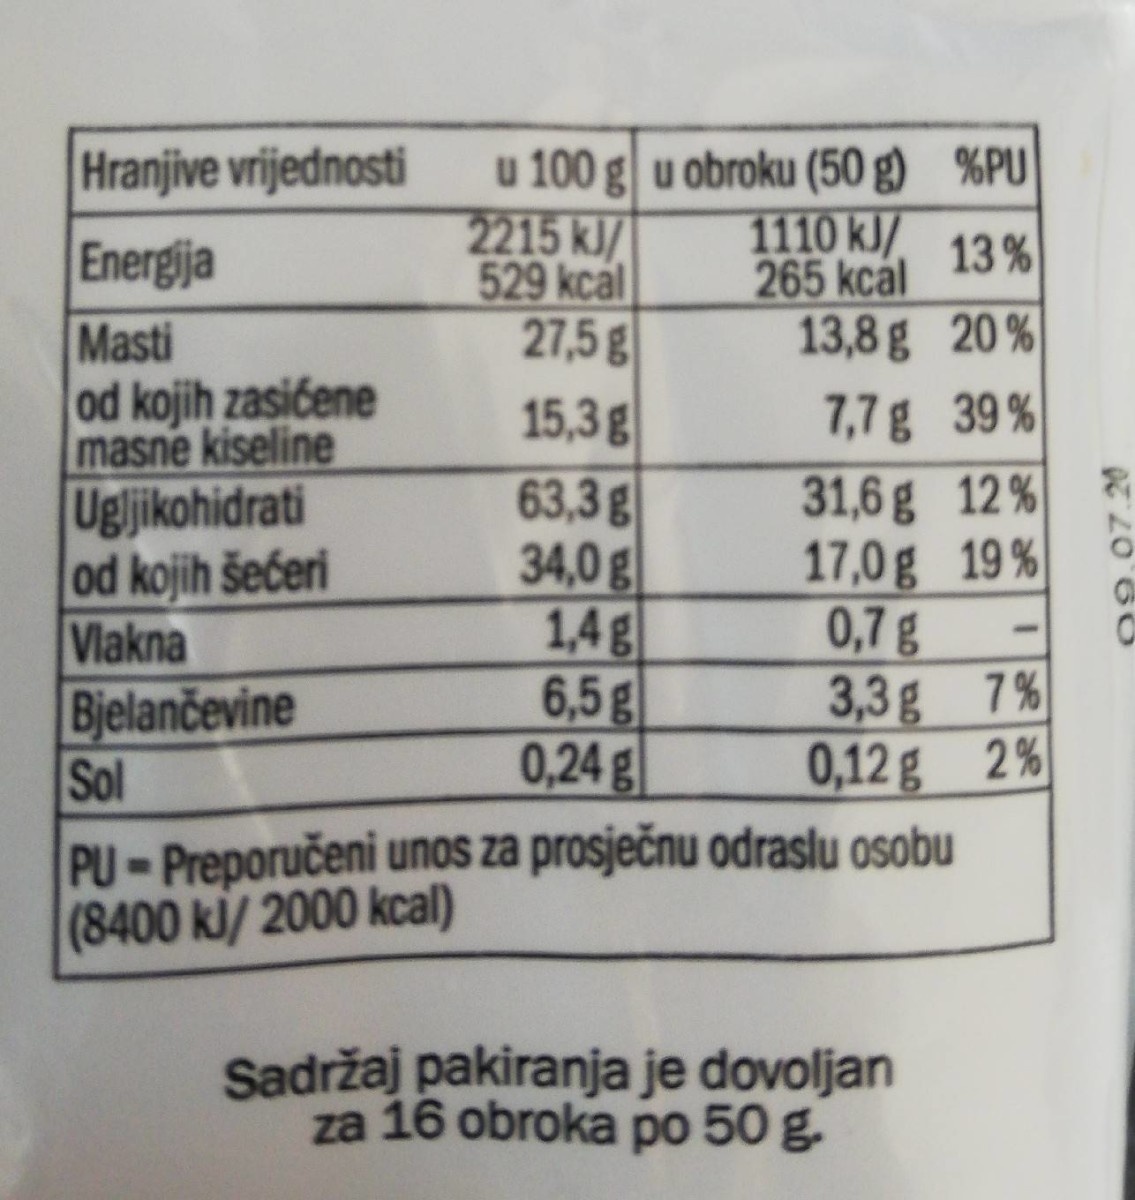 Hranjive vrijednosti u 100 g u obroku (50 g) %PU
Energija 2215 kJ/ 529 kcal 1110 kJ/ 265 kcal 13 %
Masti 27,5 g 13,8 g 20 %
od kojih zasićene masne kiseline 15,3 g 7,7 g 39 %
Ugljikohidrati 63,3 g 31,6 g 12 %
od kojih šećeri 34,0 g 17,0 g 19 %
Vlakna 1,4 g 0,7 g –
Bjelančevine 6,5 g 3,3 g 7 %
Sol 0,24 g 0,12 g 2 %
PU = Preporučeni unos za prosječnu odraslu osobu
(8400 kJ/ 2000 kcal)
Sadržaj pakiranja je dovoljan
za 16 obroka po 50 g.
09.07.20